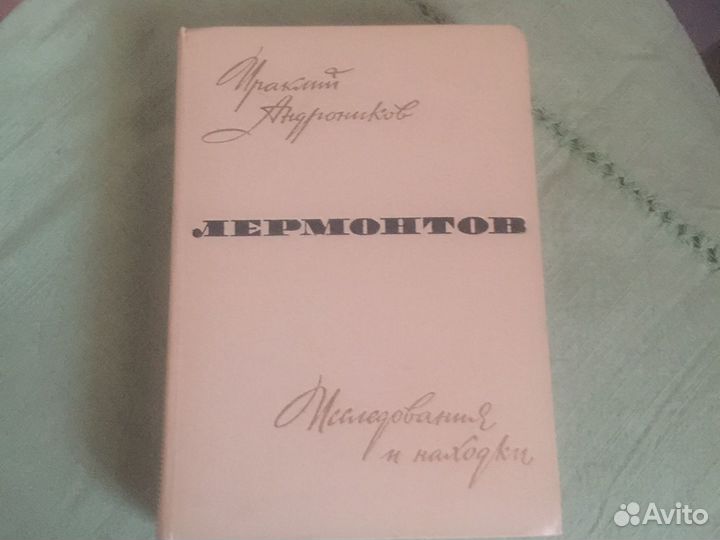 Ираклий
Андроников
ЛЕРМОНТОВ
Исследования
и находки
Avito